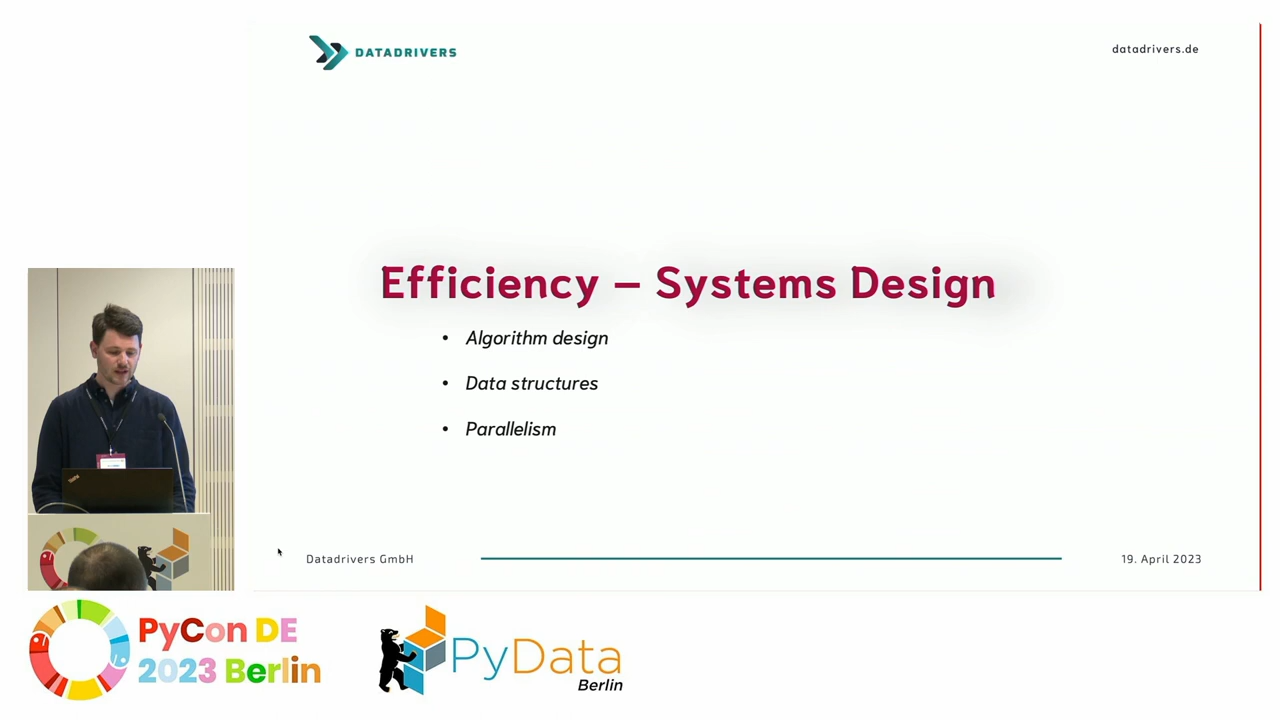 DATADRIVERS
datadrivers.de
Efficiency – Systems Design
• Algorithm design
• Data structures
• Parallelism
Datadrivers GmbH
19. April 2023
ThinkPad
PyCon DE
2023 Berlin
PyData
Berlin